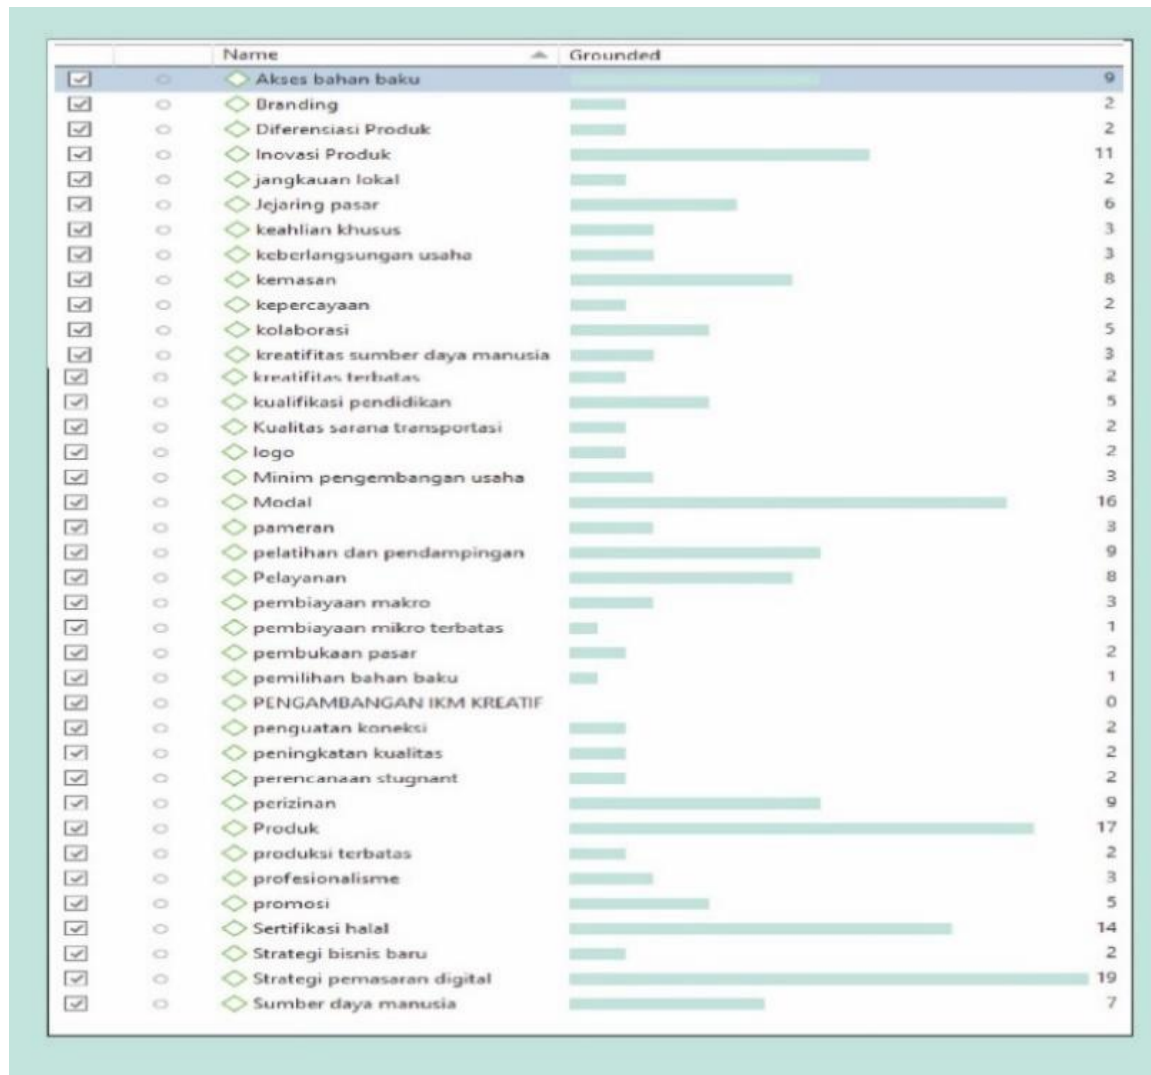 Name Grounded
Akses bahan baku 9
Branding 2
Diferensiasi Produk 2
Inovasi Produk 11
jangkauan lokal 2
Jejaring pasar 6
keahlian khusus 3
keberlangsungan usaha 3
kemasan 8
kepercayaan 2
kolaborasi 5
kreatifitas sumber daya manusia 3
kreatifitas terbatas 2
kualifikasi pendidikan 5
Kualitas sarana transportasi 2
logo 2
Minim pengembangan usaha 3
Modal 16
pameran 3
pelatihan dan pendampingan 9
Pelayanan 8
pembiayaan makro 3
pembiayaan mikro terbatas 1
pembukaan pasar 2
pemilihan bahan baku 1
PENGAMBANGAN IKM KREATIF 0
penguatan koneksi 2
peningkatan kualitas 2
perencanaan stugnant 2
perizinan 9
Produk 17
produksi terbatas 2
profesionalisme 3
promosi 5
Sertifikasi halal 14
Strategi bisnis baru 2
Strategi pemasaran digital 19
Sumber daya manusia 7